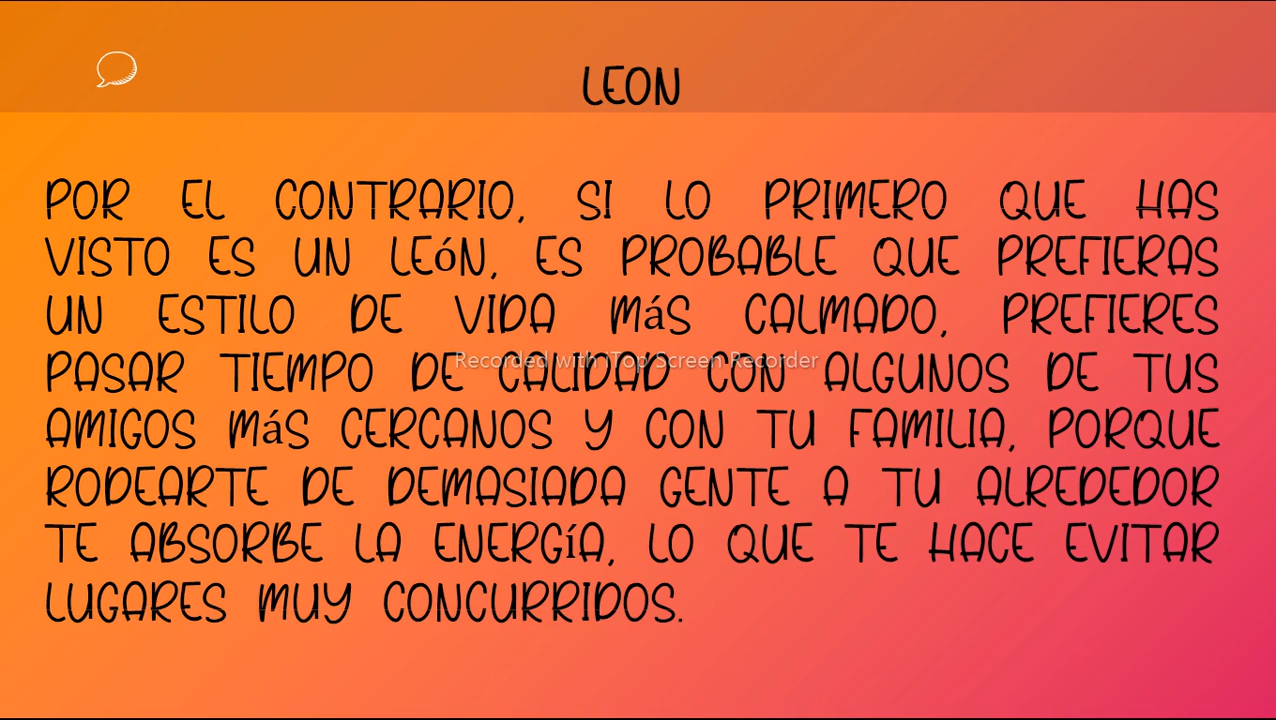 LEON
POR EL CONTRARIO, SI LO PRIMERO QUE HAS
VISTO ES UN LEóN, ES PROBABLE QUE PREFIERAS
UN ESTILO DE VIDA MáS CALMADO, PREFIERES
PASAR TIEMPO DE CALIDAD CON ALGUNOS DE TUS
Recorded with iTop Screen Recorder
AMIGOS MáS CERCANOS Y CON TU FAMILIA, PORQUE
RODEARTE DE DEMASIADA GENTE A TU ALREDEDOR
TE ABSORBE LA ENERGíA, LO QUE TE HACE EVITAR
LUGARES MUY CONCURRIDOS.